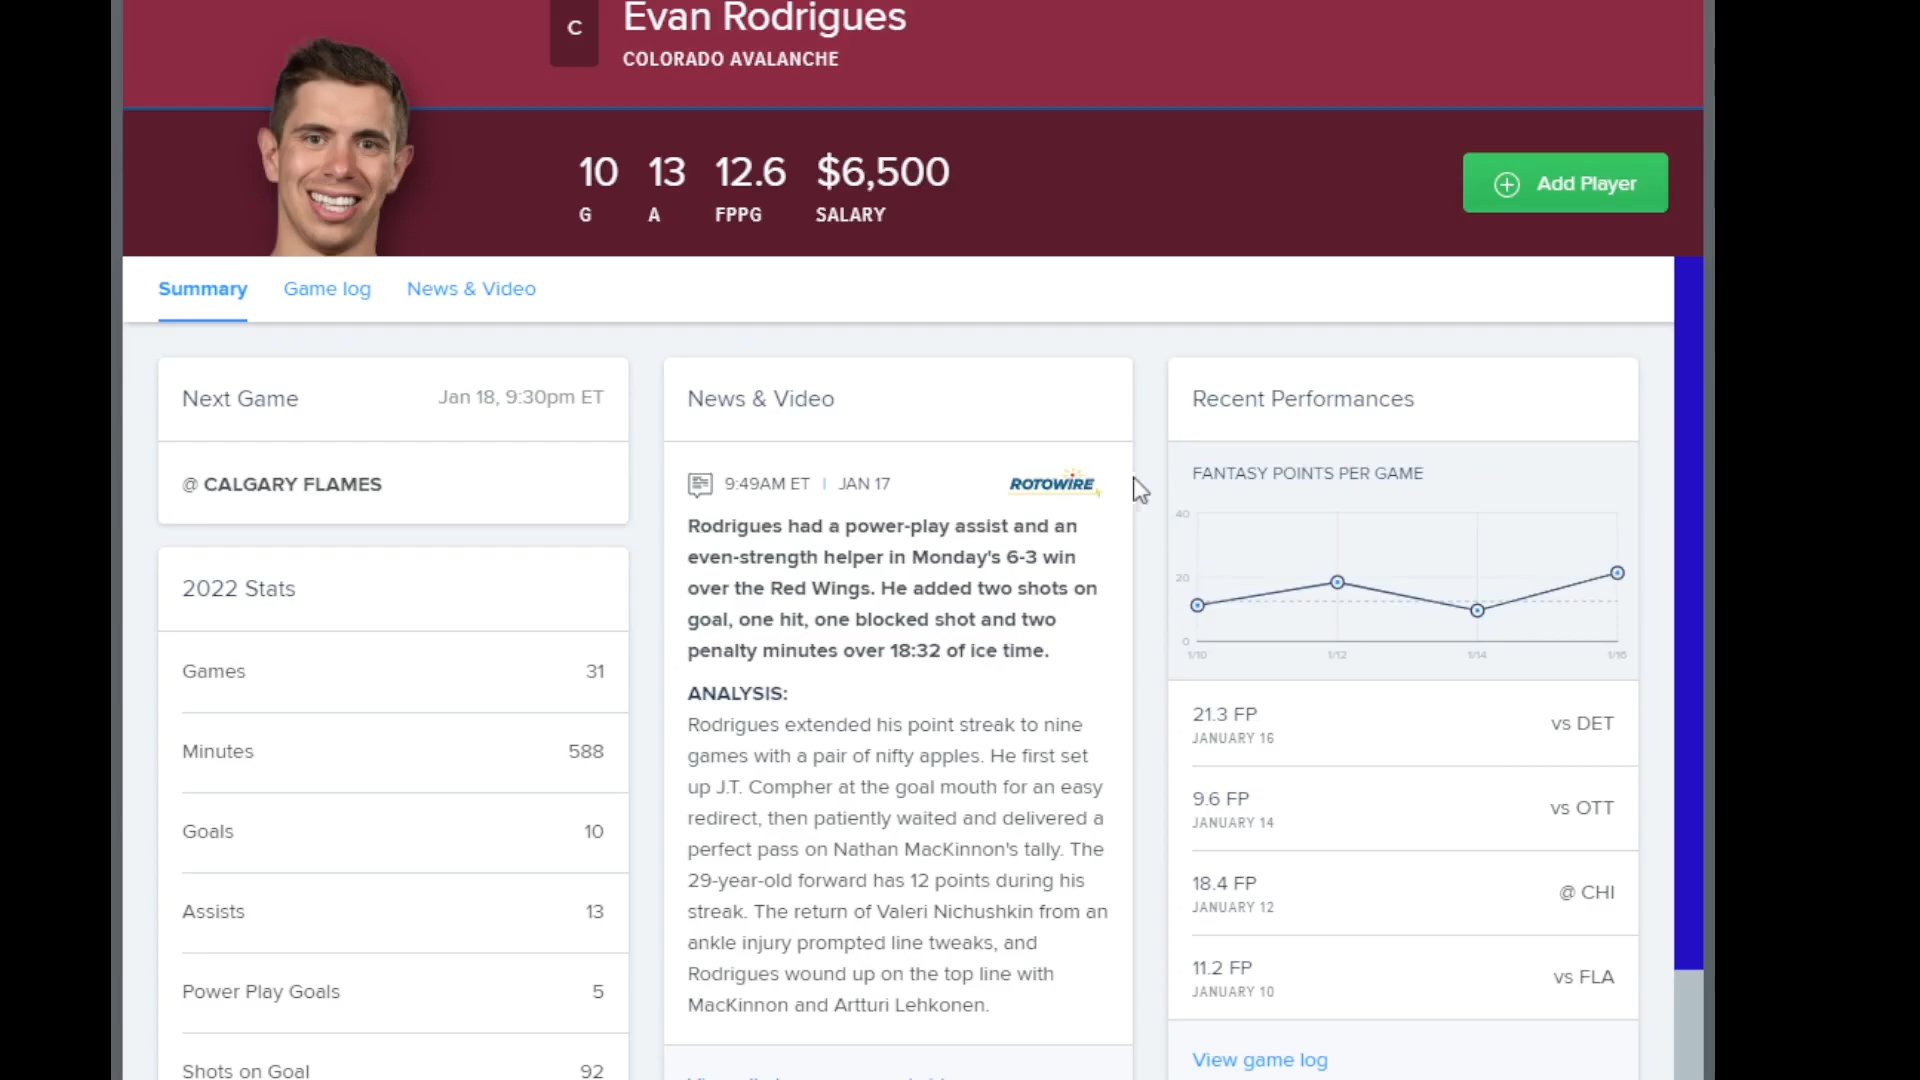 C
Evan Rodrigues
COLORADO AVALANCHE
10 13 12.6 $6,500
G A FPPG SALARY
Add Player
Summary Game log News & Video
Next Game Jan 18, 9:30pm ET
@ CALGARY FLAMES
2022 Stats
Games 31
Minutes 588
Goals 10
Assists 13
Power Play Goals 5
Shots on Goal 92
News & Video
9:49AM ET | JAN 17 ROTOWIRE
Rodrigues had a power-play assist and an
even-strength helper in Monday's 6-3 win
over the Red Wings. He added two shots on
goal, one hit, one blocked shot and two
penalty minutes over 18:32 of ice time.
ANALYSIS:
Rodrigues extended his point streak to nine
games with a pair of nifty apples. He first set
up J.T. Compher at the goal mouth for an easy
redirect, then patiently waited and delivered a
perfect pass on Nathan MacKinnon's tally. The
29-year-old forward has 12 points during his
streak. The return of Valeri Nichushkin from an
ankle injury prompted line tweaks, and
Rodrigues wound up on the top line with
MacKinnon and Artturi Lehkonen.
Recent Performances
FANTASY POINTS PER GAME
40
20
0
1/10 1/12 1/14 1/16
21.3 FP vs DET
JANUARY 16
9.6 FP vs OTT
JANUARY 14
18.4 FP @ CHI
JANUARY 12
11.2 FP vs FLA
JANUARY 10
View game log